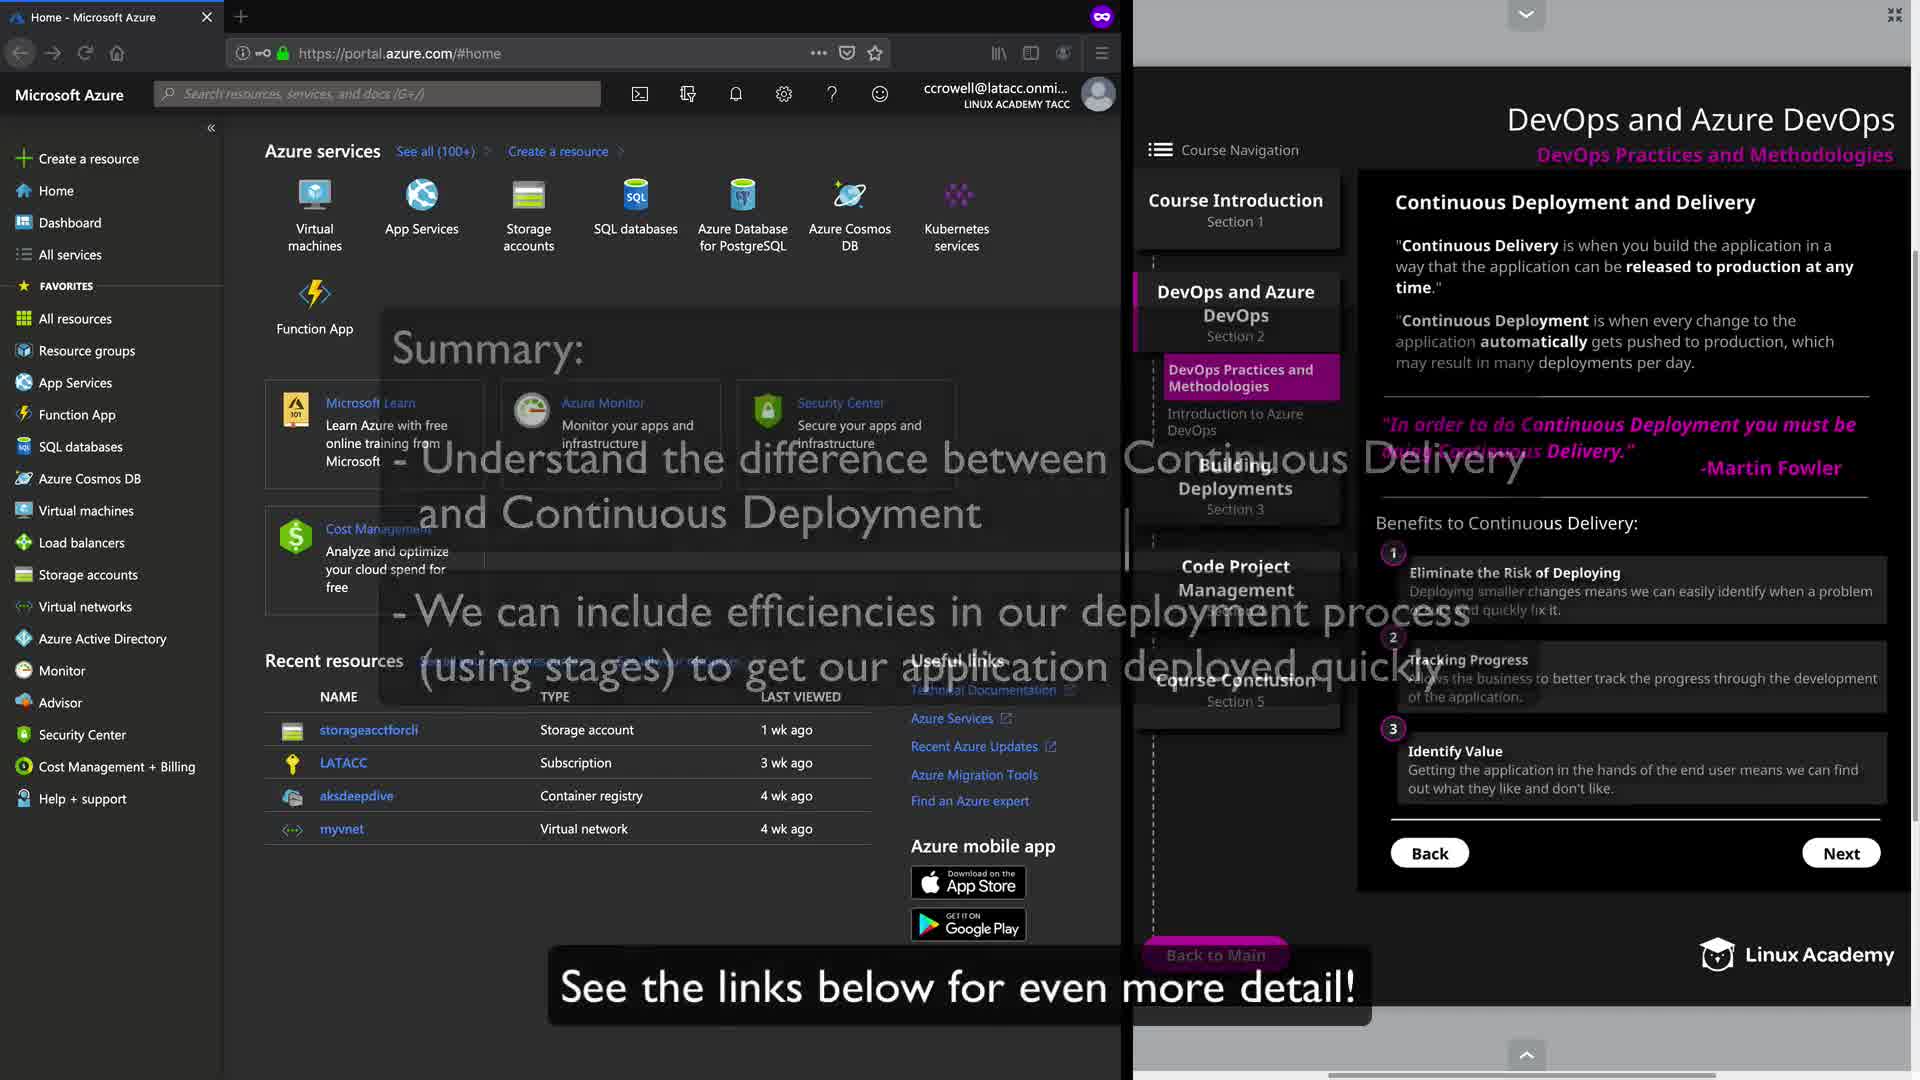 Home - Microsoft Azure
https://portal.azure.com/#home
Microsoft Azure
Search resources, services, and docs (G+/)
ccrowell@latacc.onmi...
LINUX ACADEMY TACC
Create a resource
Home
Dashboard
All services
FAVORITES
All resources
Resource groups
App Services
Function App
SQL databases
Azure Cosmos DB
Virtual machines
Load balancers
Storage accounts
Virtual networks
Azure Active Directory
Monitor
Advisor
Security Center
Cost Management + Billing
Help + support
Azure services
See all (100+)
Create a resource
Virtual
machines
App Services
Storage
accounts
SQL
SQL databases
Azure Database
for PostgreSQL
Azure Cosmos
DB
Kubernetes
services
Function App
101
Microsoft Learn
Learn Azure with free
online training from
Microsoft
Azure Monitor
Monitor your apps and
infrastructure
Security Center
Secure your apps and
infrastructure
Cost Management
Analyze and optimize
your cloud spend for
free
Recent resources
NAME TYPE LAST VIEWED
storageacctforcli Storage account 1 wk ago
LATACC Subscription 3 wk ago
aksdeepdive Container registry 4 wk ago
myvnet Virtual network 4 wk ago
Useful links
Technical Documentation
Azure Services
Recent Azure Updates
Azure Migration Tools
Find an Azure expert
Azure mobile app
Download on the
App Store
GET IT ON
Google Play
Summary:
- Understand the difference between Continuous Delivery
and Continuous Deployment
- We can include efficiencies in our deployment process
(using stages) to get our application deployed quickly
See the links below for even more detail!
DevOps and Azure DevOps
DevOps Practices and Methodologies
Course Navigation
Course Introduction
Section 1
DevOps and Azure
DevOps
Section 2
DevOps Practices and
Methodologies
Introduction to Azure
DevOps
Building
Deployments
Section 3
Code Project
Management
Course Conclusion
Section 5
Back to Main
Continuous Deployment and Delivery
"Continuous Delivery is when you build the application in a
way that the application can be released to production at any
time."
"Continuous Deployment is when every change to the
application automatically gets pushed to production, which
may result in many deployments per day.
"In order to do Continuous Deployment you must be
doing Continuous Delivery."
-Martin Fowler
Benefits to Continuous Delivery:
1
Eliminate the Risk of Deploying
Deploying smaller changes means we can easily identify when a problem
and quickly fix it.
2
Tracking Progress
Allows the business to better track the progress through the development
of the application.
3
Identify Value
Getting the application in the hands of the end user means we can find
out what they like and don't like.
Back
Next
Linux Academy